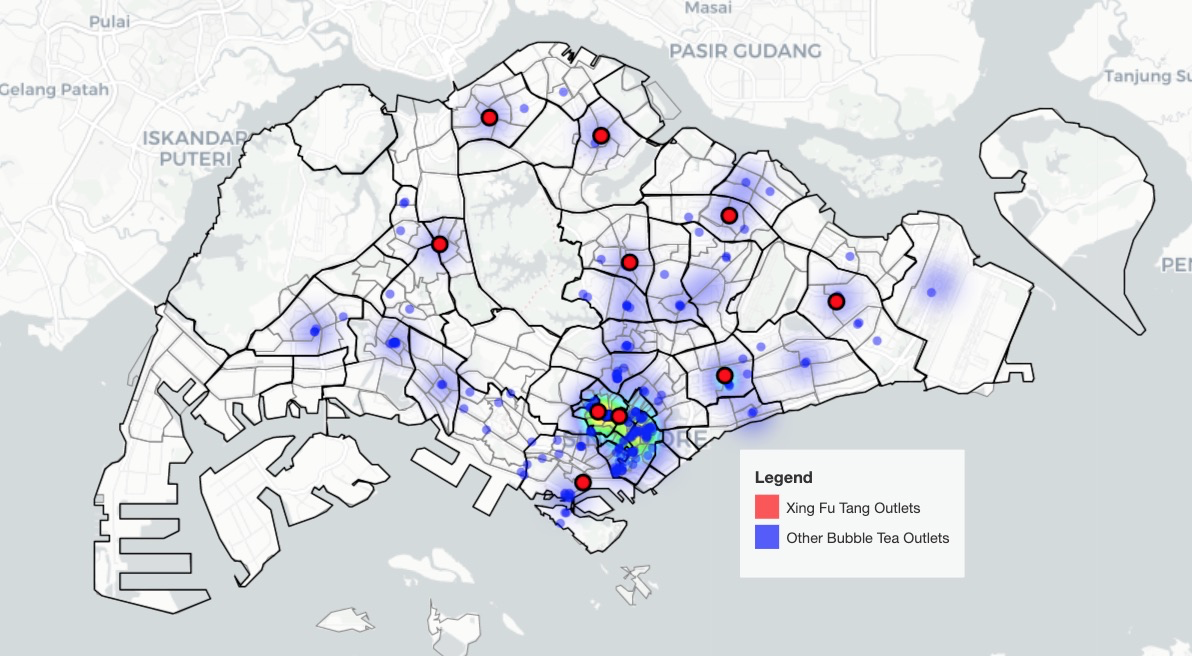 Masai
Pulai
PASIR GUDANG
Tanjung Su
Gelang Patah
ISKANDAR
PUTERI
PEN
SINGAPORE
Legend
Xing Fu Tang Outlets
Other Bubble Tea Outlets